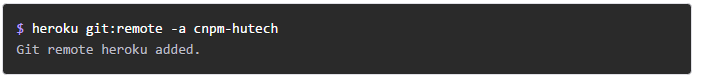 $ heroku git:remote -a cnpm-hutech
Git remote heroku added.